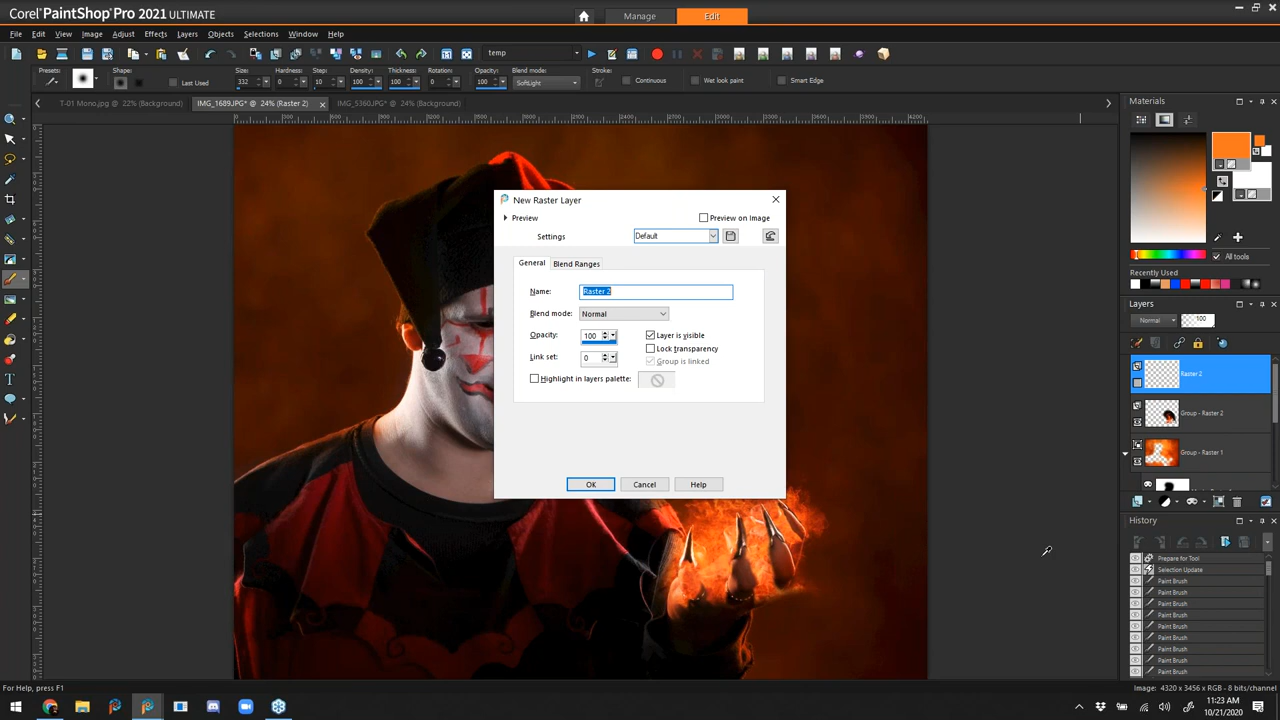 Corel® PaintShop® Pro 2021 ULTIMATE
Manage
Edit
File Edit View Image Adjust Effects Layers Objects Selections Window Help
temp
Presets: Shape: Last Used Size: 332 Hardness: 0 Step: 10 Density: 100 Thickness: 100 Rotation: 0 Opacity: 100 Blend mode: SoftLight Stroke: Continuous Wet look paint Smart Edge
T-01 Mono.jpg @ 22% (Background)
IMG_1689.JPG* @ 24% (Raster 2)
IMG_5360.JPG* @ 24% (Background)
New Raster Layer
Preview
Preview on Image
Settings
Default
General
Blend Ranges
Name:
Raster 2
Blend mode:
Normal
Opacity:
100
Layer is visible
Lock transparency
Link set:
0
Group is linked
Highlight in layers palette:
OK
Cancel
Help
Materials
All tools
Recently Used
Layers
Normal
100
Raster 2
Group - Raster 2
Group - Raster 1
History
Prepare for Tool
Selection Update
Paint Brush
Paint Brush
Paint Brush
Paint Brush
Paint Brush
Paint Brush
Paint Brush
Paint Brush
Paint Brush
For Help, press F1
Image: 4320 x 3456 x RGB - 8 bits/channel
11:23 AM
10/21/2020